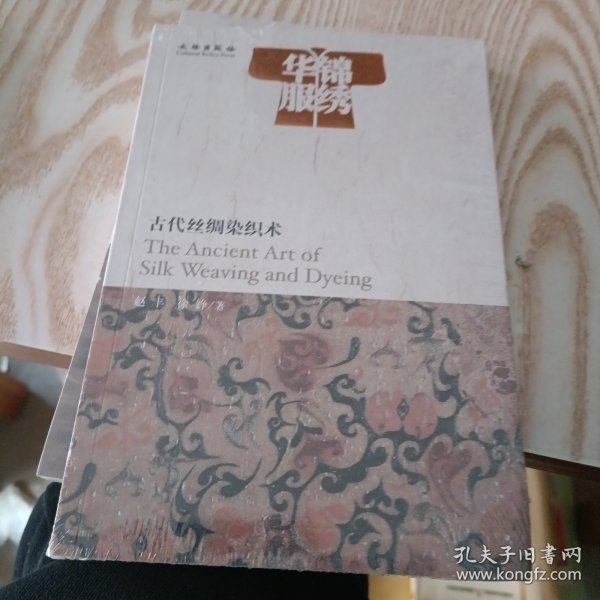 文物出版社
Cultural Relics Press
锦绣
华服
古代丝绸染织术
The Ancient Art of
Silk Weaving and Dyeing
赵 丰 徐 铮/著
孔夫子旧书网
www.kongfz.com